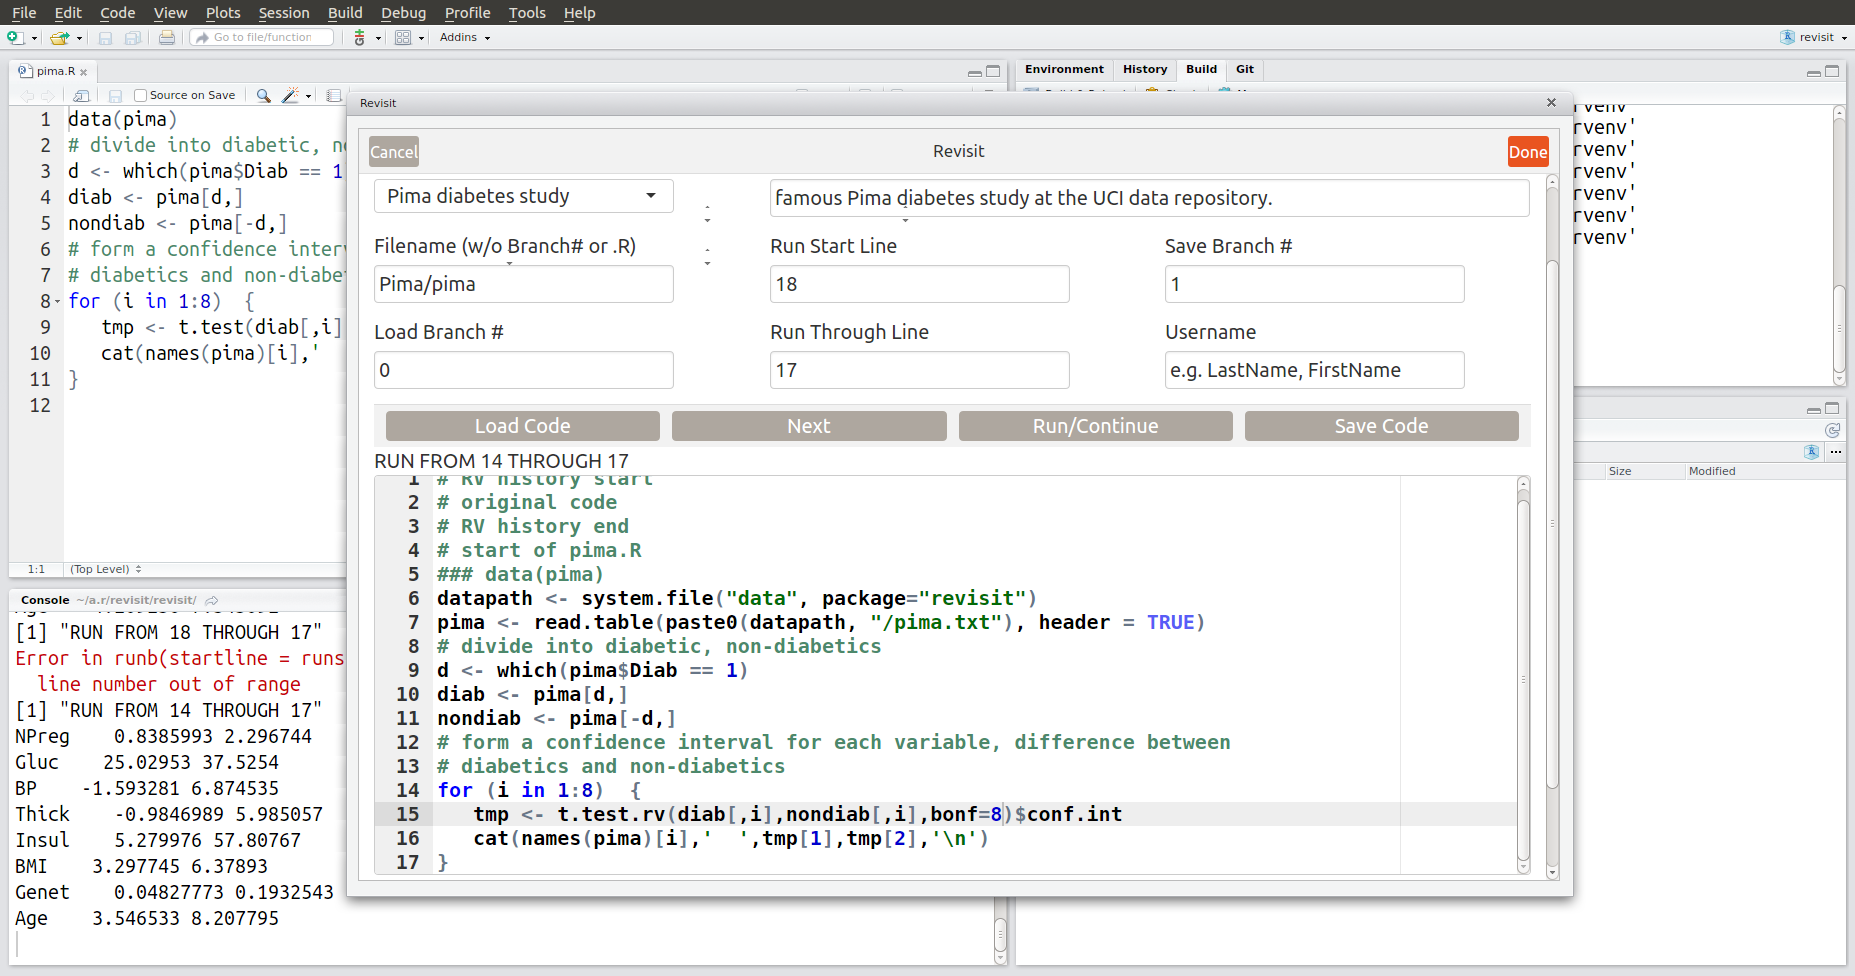 File Edit Code View Plots Session Build Debug Profile Tools Help
Go to file/function Addins revisit
pima.R
Source on Save
1 data(pima)
2 # divide into diabetic, n
3 d <- which(pima$Diab == 1
4 diab <- pima[d,]
5 nondiab <- pima[-d,]
6 # form a confidence interv
7 # diabetics and non-diabet
8 for (i in 1:8)  {
9 tmp <- t.test(diab[,i]
10 cat(names(pima)[i],'
11 }
12
1:1 (Top Level)
Console ~/a.r/revisit/revisit/
[1] "RUN FROM 18 THROUGH 17"
Error in runb(startline = runs
line number out of range
[1] "RUN FROM 14 THROUGH 17"
NPreg 0.8385993 2.296744
Gluc 25.02953 37.5254
BP -1.593281 6.874535
Thick -0.9846989 5.985057
Insul 5.279976 57.80767
BMI 3.297745 6.37893
Genet 0.04827773 0.1932543
Age 3.546533 8.207795
Environment History Build Git
rvenv'
rvenv'
rvenv'
rvenv'
rvenv'
rvenv'
rvenv'
Size Modified
Revisit
Cancel Revisit Done
Pima diabetes study famous Pima diabetes study at the UCI data repository.
Filename (w/o Branch# or .R) Run Start Line Save Branch #
Pima/pima 18 1
Load Branch # Run Through Line Username
0 17 e.g. LastName, FirstName
Load Code Next Run/Continue Save Code
RUN FROM 14 THROUGH 17
1 # RV history start
2 # original code
3 # RV history end
4 # start of pima.R
5 ### data(pima)
6 datapath <- system.file("data", package="revisit")
7 pima <- read.table(paste0(datapath, "/pima.txt"), header = TRUE)
8 # divide into diabetic, non-diabetics
9 d <- which(pima$Diab == 1)
10 diab <- pima[d,]
11 nondiab <- pima[-d,]
12 # form a confidence interval for each variable, difference between
13 # diabetics and non-diabetics
14 for (i in 1:8)  {
15 tmp <- t.test.rv(diab[,i],nondiab[,i],bonf=8)$conf.int
16 cat(names(pima)[i],'  ',tmp[1],tmp[2],'\n')
17 }